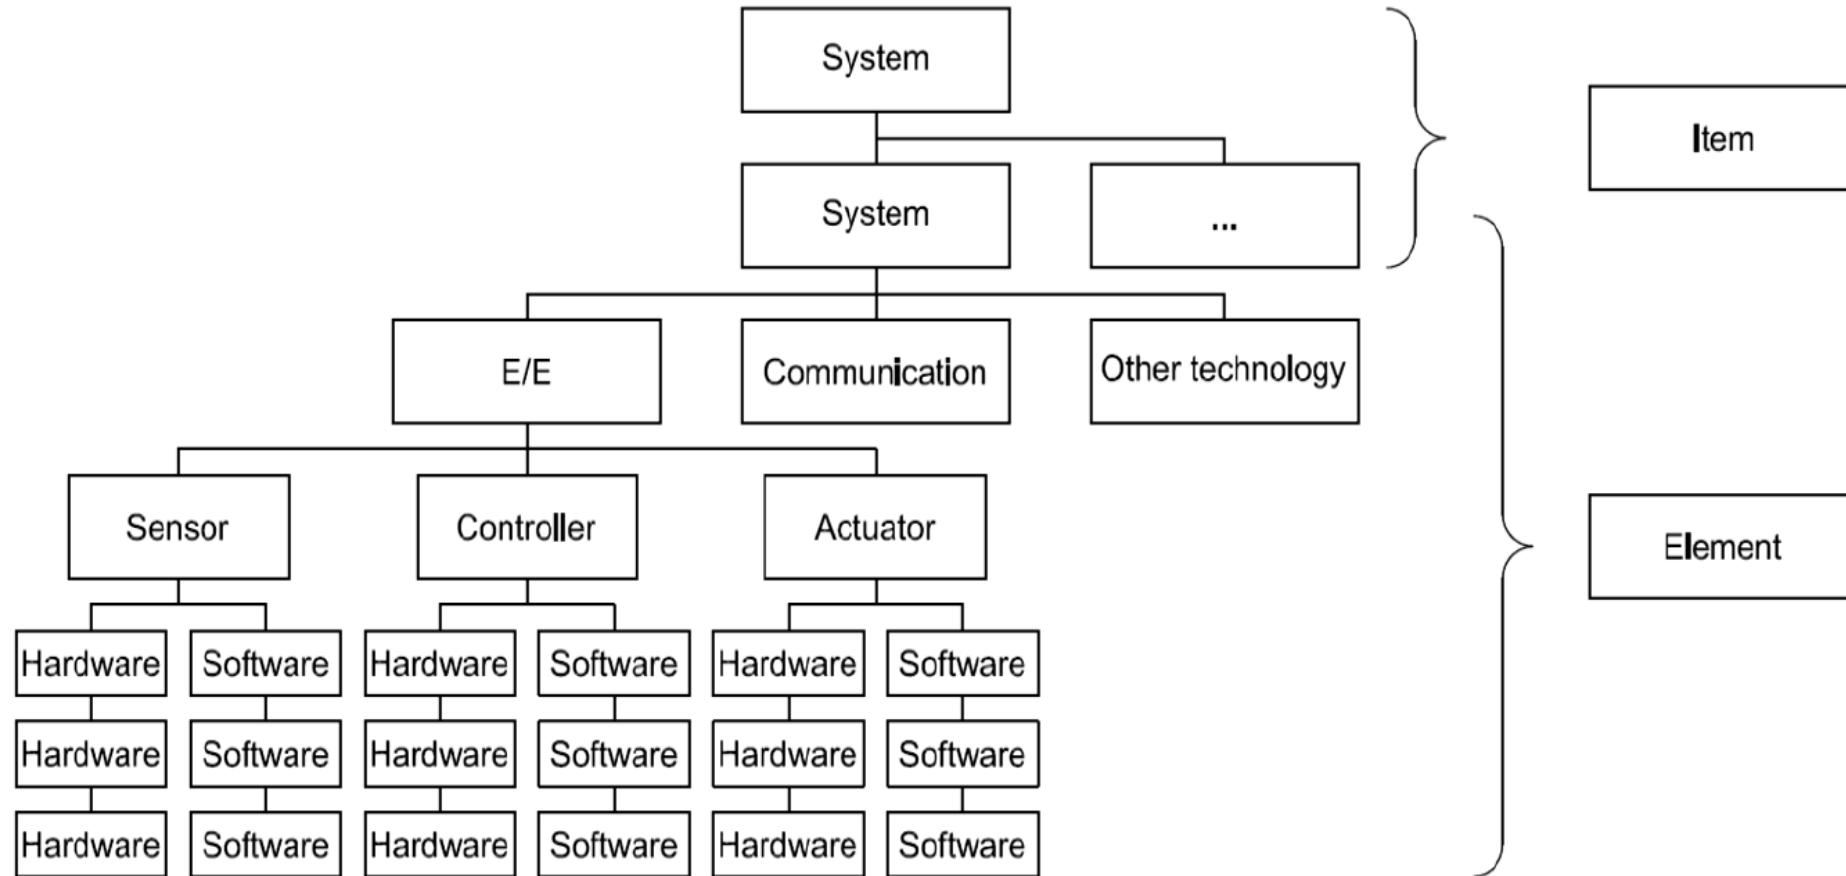 System
Item
System
...
E/E
Communication
Other technology
Sensor
Controller
Actuator
Element
Hardware
Software
Hardware
Software
Hardware
Software
Hardware
Software
Hardware
Software
Hardware
Software
Hardware
Software
Hardware
Software
Hardware
Software